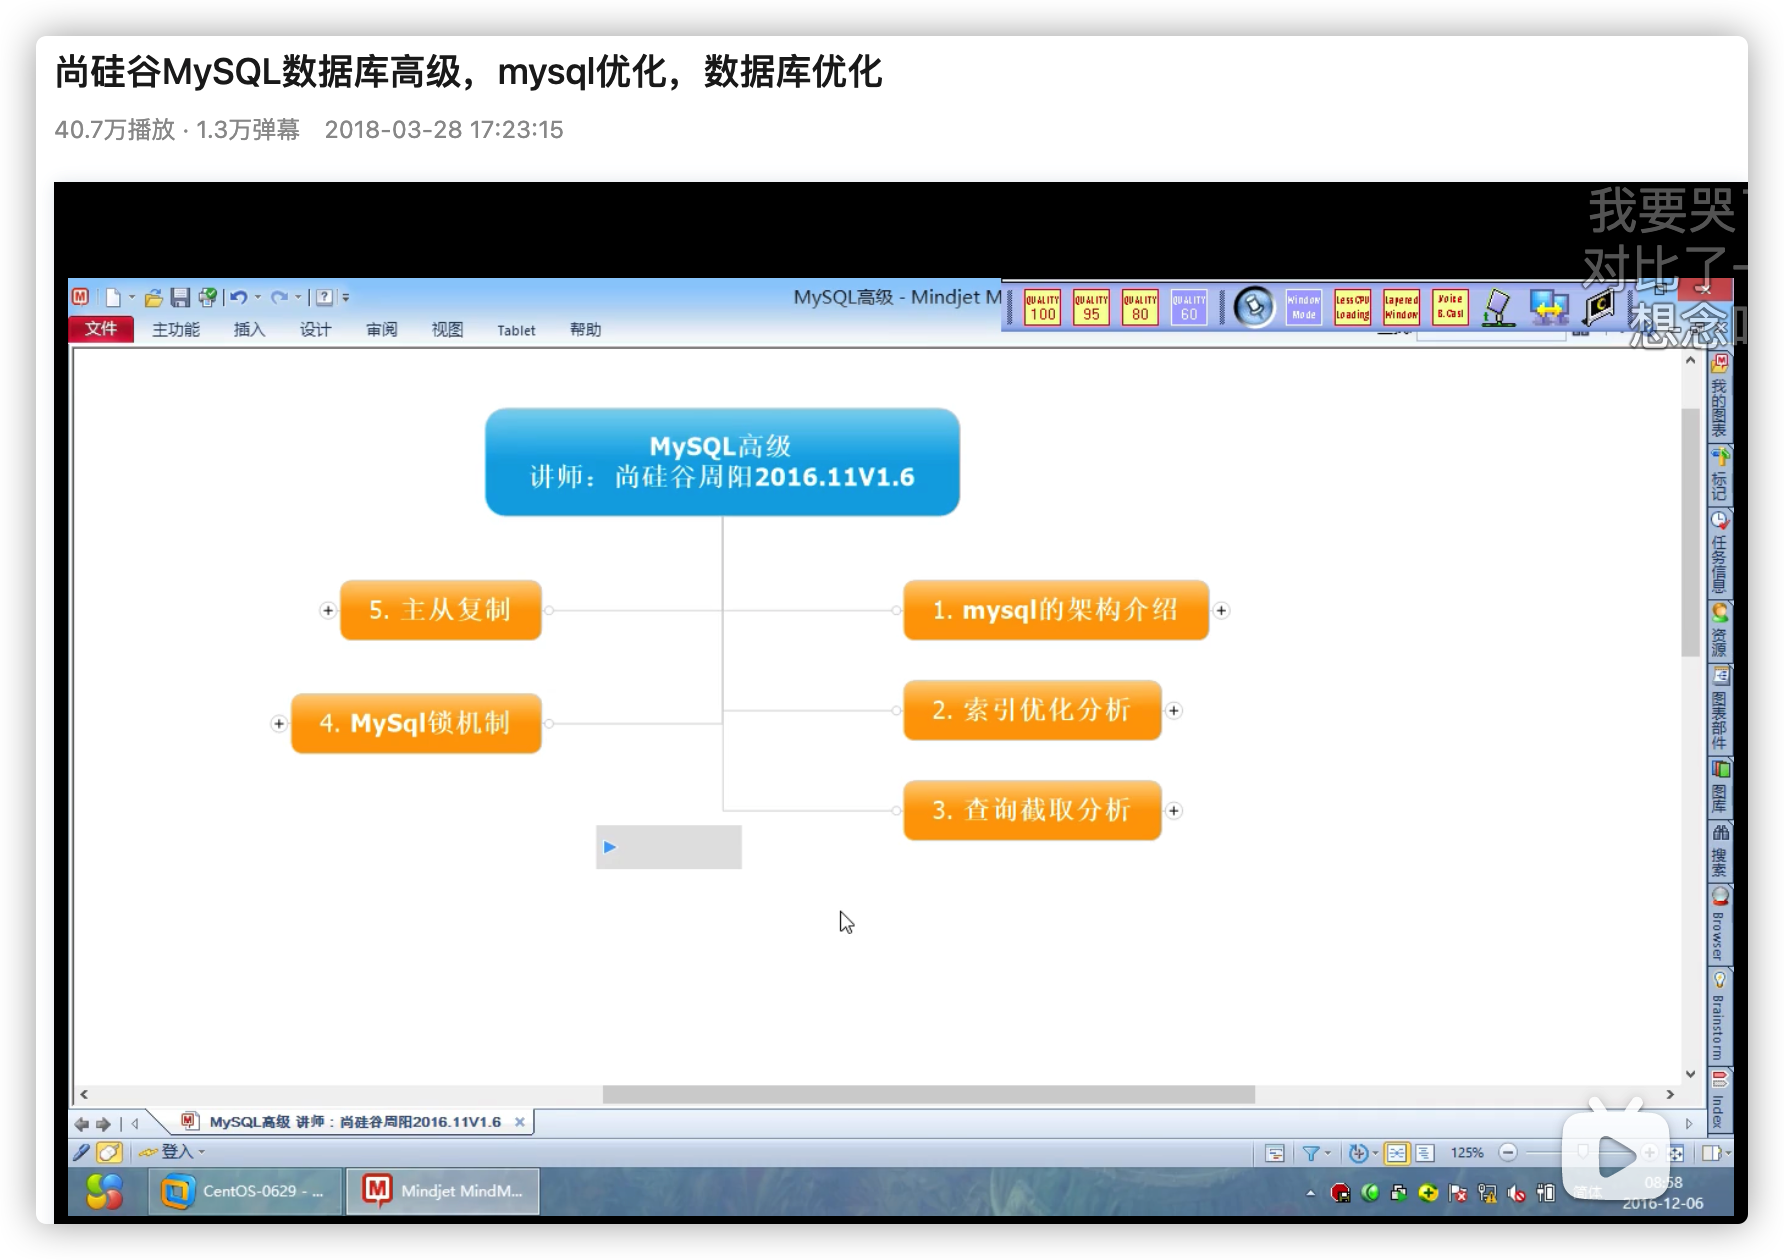 尚硅谷MySQL数据库高级，mysql优化，数据库优化
40.7万播放 · 1.3万弹幕 2018-03-28 17:23:15
我要哭
对比了一
想念
MySQL高级 - Mindjet M
QUALITY 100
QUALITY 95
QUALITY 80
QUALITY 60
Window Mode
Less CPU Loading
Layered Window
Voice B.Cast
文件 主功能 插入 设计 审阅 视图 Tablet 帮助
MySQL高级
讲师：尚硅谷周阳2016.11V1.6
5. 主从复制
1. mysql的架构介绍
4. MySql锁机制
2. 索引优化分析
3. 查询截取分析
我的图表
标记
任务信息
资源
图表部件
图库
搜索
Browser
Brainstorm
Index
MySQL高级 讲师：尚硅谷周阳2016.11V1.6
登入
125%
CentOS-0629 - ...
Mindjet MindM...
简体
08:58
2016-12-06